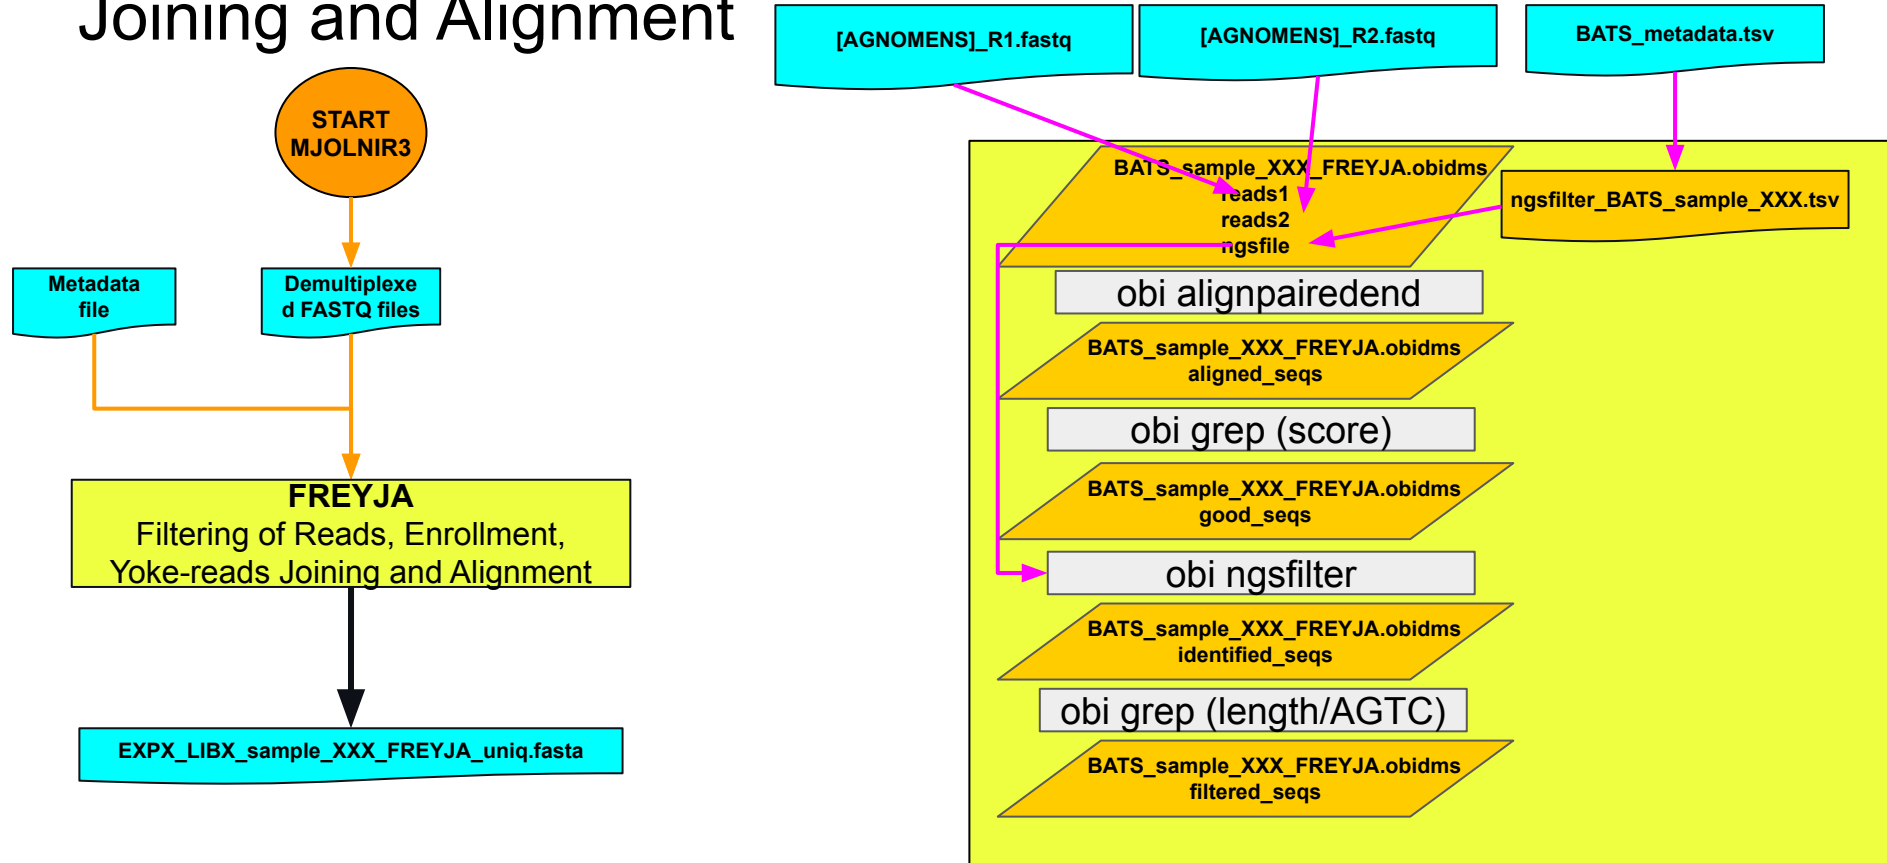 Joining and Alignment
START
MJOLNIR3
Metadata
file
Demultiplexe
d FASTQ files
FREYJA
Filtering of Reads, Enrollment,
Yoke-reads Joining and Alignment
EXPX_LIBX_sample_XXX_FREYJA_uniq.fasta
[AGNOMENS]_R1.fastq
[AGNOMENS]_R2.fastq
BATS_metadata.tsv
BATS_sample_XXX_FREYJA.obidms
reads1
reads2
ngsfile
ngsfilter_BATS_sample_XXX.tsv
obi alignpairedend
BATS_sample_XXX_FREYJA.obidms
aligned_seqs
obi grep (score)
BATS_sample_XXX_FREYJA.obidms
good_seqs
obi ngsfilter
BATS_sample_XXX_FREYJA.obidms
identified_seqs
obi grep (length/AGTC)
BATS_sample_XXX_FREYJA.obidms
filtered_seqs